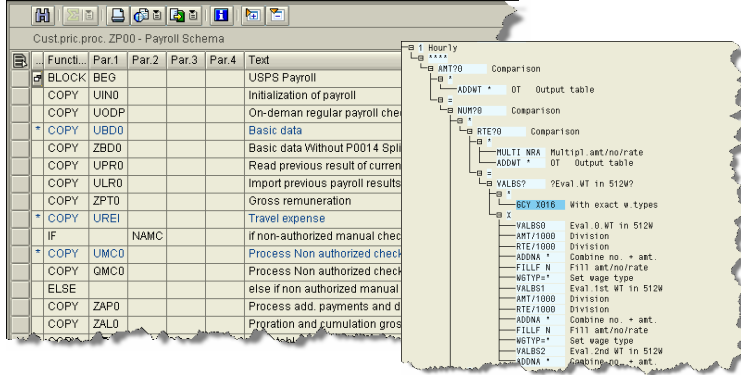 Cust.pric.proc. ZP00 - Payroll Schema
... Functi... Par.1 Par.2 Par.3 Par.4 Text
BLOCK BEG USPS Payroll
COPY UIN0 Initialization of payroll
COPY UODP On-deman regular payroll chec
* COPY UBD0 Basic data
COPY ZBD0 Basic data Without P0014 Spli
COPY UPR0 Read previous result of curren
COPY ULR0 Import previous payroll results
COPY ZPT0 Gross remuneration
* COPY UREI Travel expense
IF NAMC if non-authorized manual chec
* COPY UMC0 Process Non authorized check
COPY QMC0 Process Non authorized check
ELSE else if non authorized manual
COPY ZAP0 Process add. payments and d
COPY ZAL0 Proration and cumulation gros
1 Hourly
****
AMT?0 Comparison
*
ADDWT * OT Output table
=
NUM?0 Comparison
*
RTE?0 Comparison
*
MULTI NRA Multipl.amt/no/rate
ADDWT * OT Output table
=
VALBS? ?Eval.WT in 512W?
*
GCY X016 With exact w.types
X
VALBS0 Eval.0.WT in 512W
AMT/1000 Division
RTE/1000 Division
ADDNA * Combine no. + amt.
FILLF N Fill amt/no/rate
WGTYP=* Set wage type
VALBS1 Eval.1st WT in 512W
AMT/1000 Division
RTE/1000 Division
ADDNA * Combine no. + amt.
FILLF N Fill amt/no/rate
WGTYP=* Set wage type
VALBS2 Eval.2nd WT in 512W
ADDNA * Combine no. + amt.